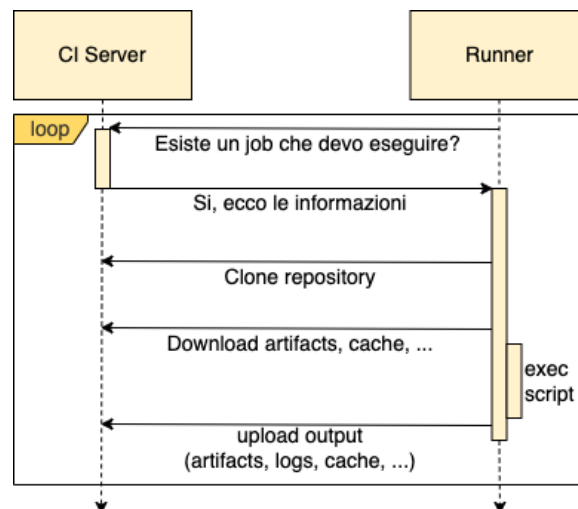 CI Server
Runner
loop
Esiste un job che devo eseguire?
Si, ecco le informazioni
Clone repository
Download artifacts, cache, ...
exec
script
upload output
(artifacts, logs, cache, ...)